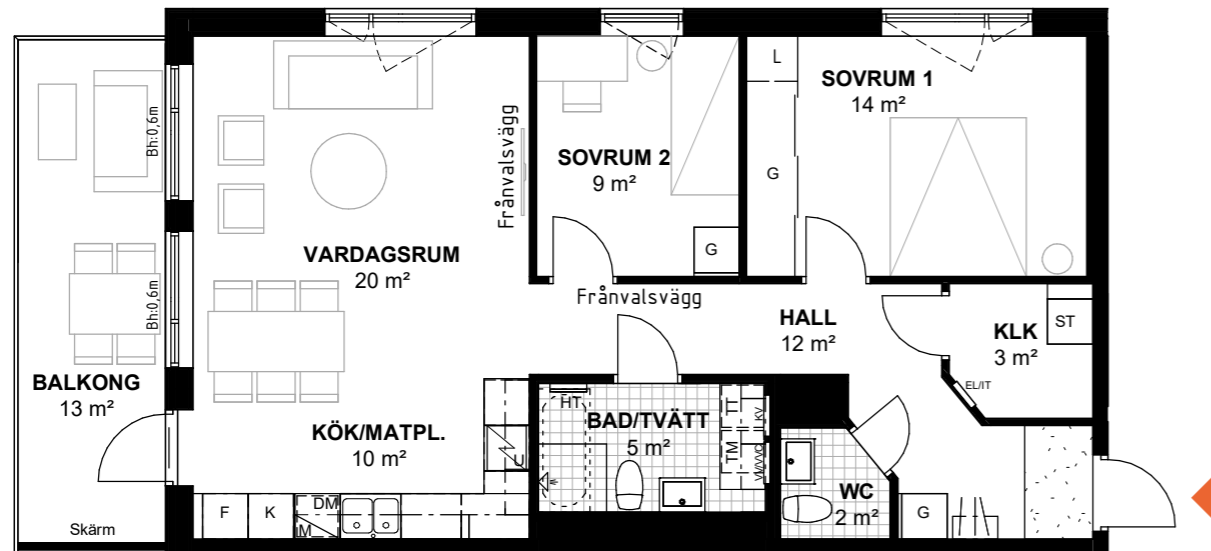 L
SOVRUM 1
14 m²
Bh:0,6m
Frånvalsvägg
SOVRUM 2
9 m²
G
G
VARDAGSRUM
20 m²
Bh:0,6m
Frånvalsvägg
HALL
12 m²
KLK
3 m²
ST
EL/IT
BALKONG
13 m²
HT
BAD/TVÄTT
5 m²
TT
KV
TM
VV/VVC
KÖK/MATPL.
10 m²
U
WC
2 m²
F
K
DM
M
G
Skärm